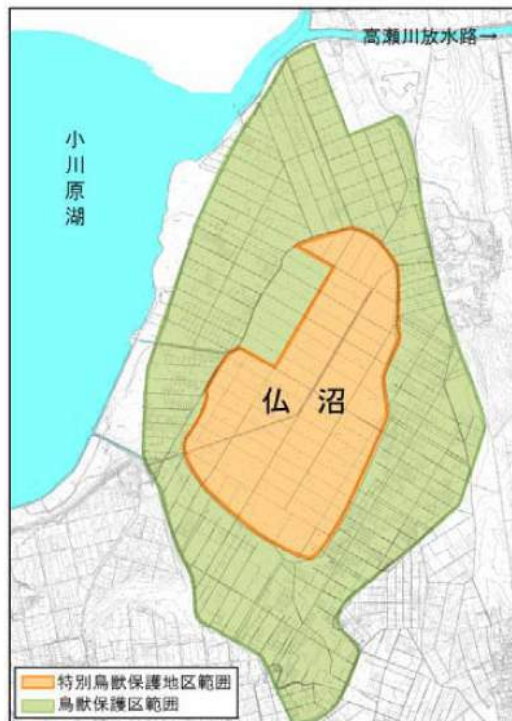 高瀬川放水路→
小川原湖
仏沼
特別鳥獣保護地区範囲
鳥獣保護区範囲